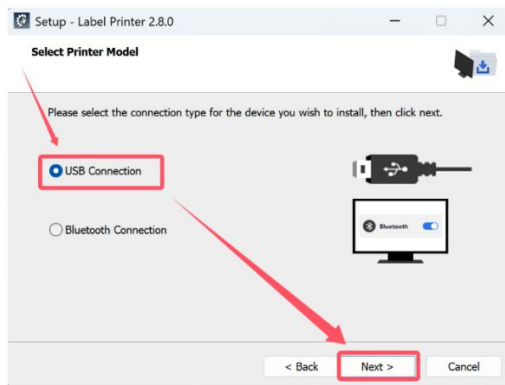 Setup - Label Printer 2.8.0
Select Printer Model
Please select the connection type for the device you wish to install, then click next.
USB Connection
Bluetooth Connection
Bluetooth
< Back
Next >
Cancel